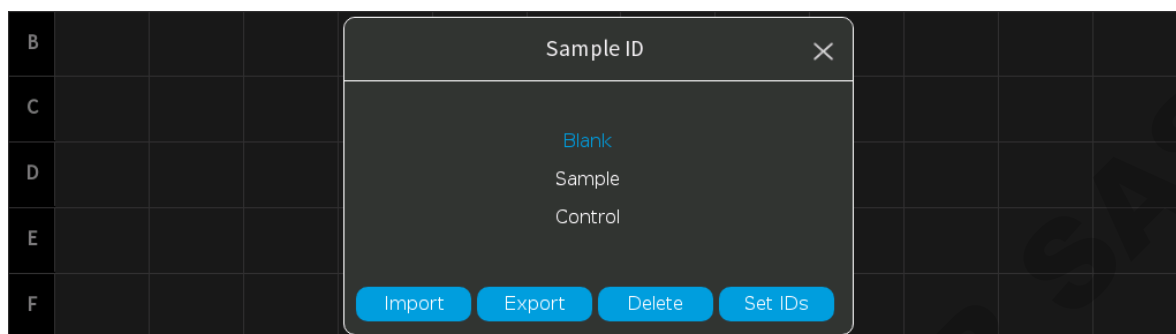 B
Sample ID
C
Blank
D
Sample
Control
E
Import Export Delete Set IDs
F